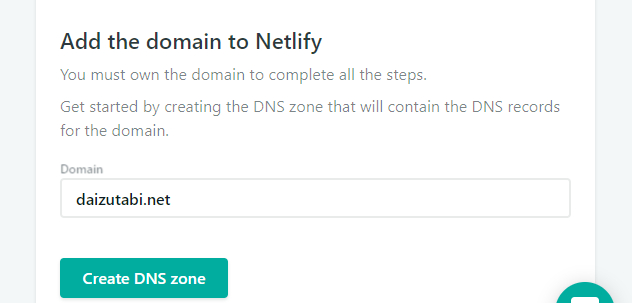 Add the domain to Netlify
You must own the domain to complete all the steps.
Get started by creating the DNS zone that will contain the DNS records
for the domain.
Domain
daizutabi.net
Create DNS zone